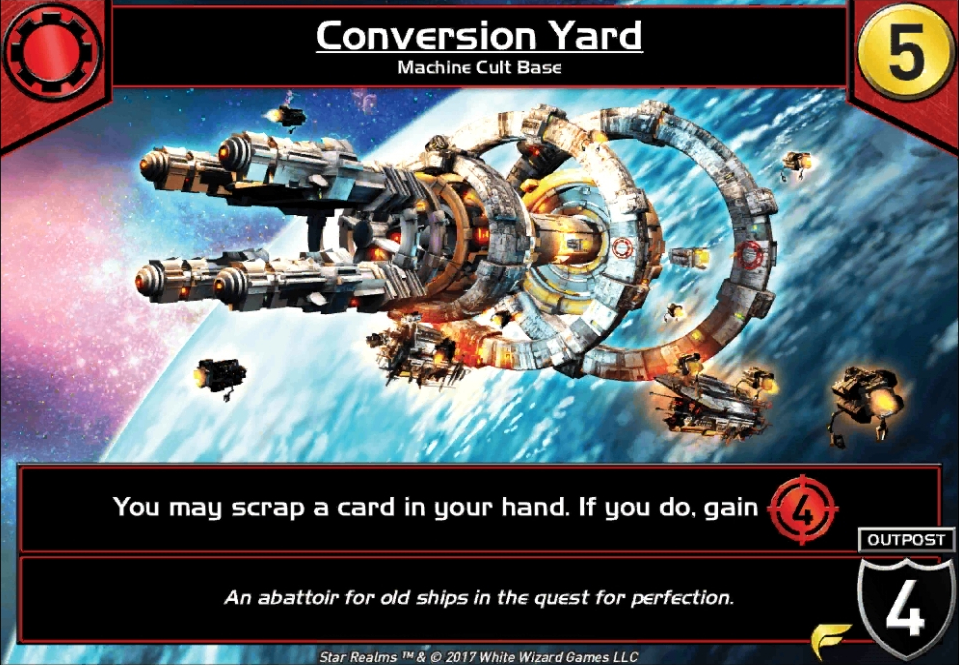 Conversion Yard
Machine Cult Base
5
You may scrap a card in your hand. If you do, gain 4
OUTPOST
An abattoir for old ships in the quest for perfection.
4
Star Realms ™ & © 2017 White Wizard Games LLC